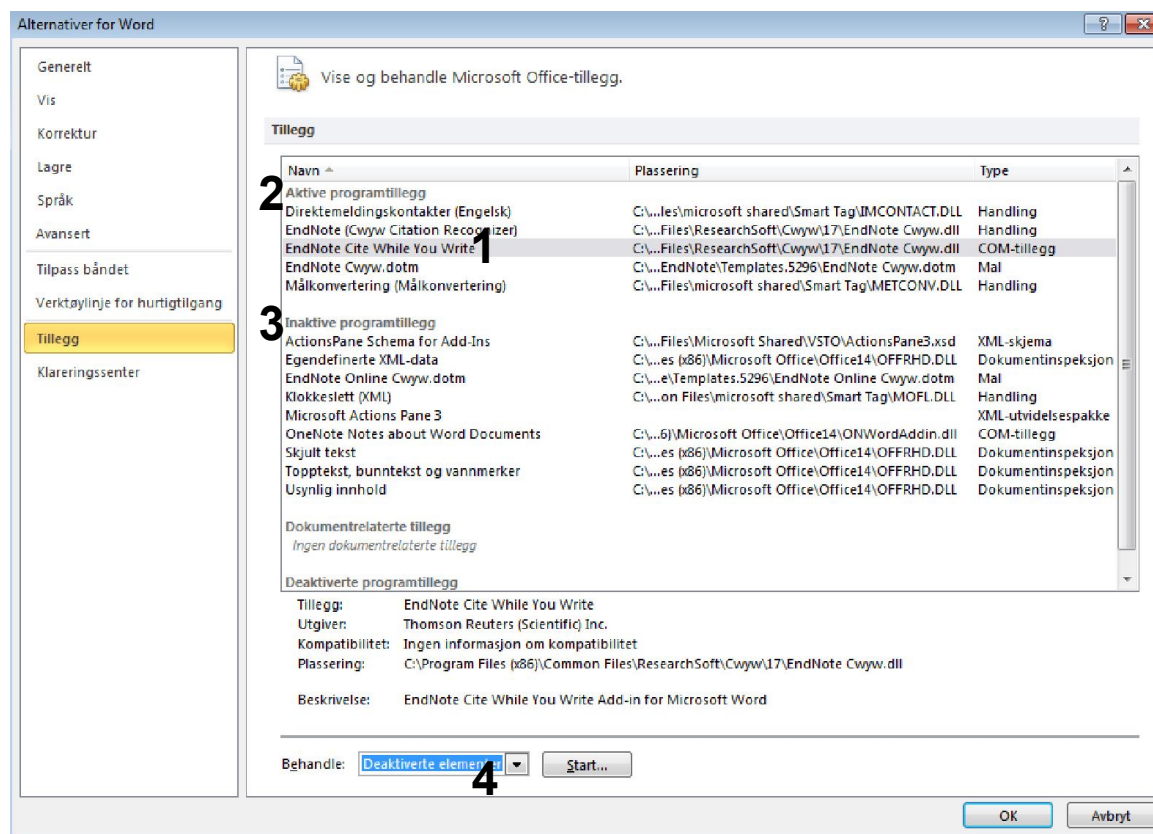 Alternativer for Word
Generelt
Vis
Korrektur
Lagre
Språk
Avansert
Tilpass båndet
Verktøylinje for hurtigtilgang
Tillegg
Klareringssenter
Vise og behandle Microsoft Office-tillegg.
Tillegg
Navn Plassering Type
2 Aktive programtillegg
Direktemeldingskontakter (Engelsk) C:\...les\microsoft shared\Smart Tag\IMCONTACT.DLL Handling
EndNote (Cwyw Citation Recognizer) C:\...Files\ResearchSoft\Cwyw\17\EndNote Cwyw.dll Handling
EndNote Cite While You Write 1 C:\...Files\ResearchSoft\Cwyw\17\EndNote Cwyw.dll COM-tillegg
EndNote Cwyw.dotm C:\...EndNote\Templates.5296\EndNote Cwyw.dotm Mal
Målkonvertering (Målkonvertering) C:\...Files\microsoft shared\Smart Tag\METCONV.DLL Handling
3 Inaktive programtillegg
ActionsPane Schema for Add-Ins C:\...Files\Microsoft Shared\VSTO\ActionsPane3.xsd XML-skjema
Egendefinerte XML-data C:\...es (x86)\Microsoft Office\Office14\OFFRHD.DLL Dokumentinspeksjon
EndNote Online Cwyw.dotm C:\...e\Templates.5296\EndNote Online Cwyw.dotm Mal
Klokkeslett (XML) C:\...on Files\microsoft shared\Smart Tag\MOFL.DLL Handling
Microsoft Actions Pane 3 XML-utvidelsespakke
OneNote Notes about Word Documents C:\...6)\Microsoft Office\Office14\ONWordAddin.dll COM-tillegg
Skjult tekst C:\...es (x86)\Microsoft Office\Office14\OFFRHD.DLL Dokumentinspeksjon
Topptekst, bunntekst og vannmerker C:\...es (x86)\Microsoft Office\Office14\OFFRHD.DLL Dokumentinspeksjon
Usynlig innhold C:\...es (x86)\Microsoft Office\Office14\OFFRHD.DLL Dokumentinspeksjon
Dokumentrelaterte tillegg
Ingen dokumentrelaterte tillegg
Deaktiverte programtillegg
Tillegg: EndNote Cite While You Write
Utgiver: Thomson Reuters (Scientific) Inc.
Kompatibilitet: Ingen informasjon om kompatibilitet
Plassering: C:\Program Files (x86)\Common Files\ResearchSoft\Cwyw\17\EndNote Cwyw.dll
Beskrivelse: EndNote Cite While You Write Add-in for Microsoft Word
Behandle: Deaktiverte elementer 4 Start...
OK Avbryt